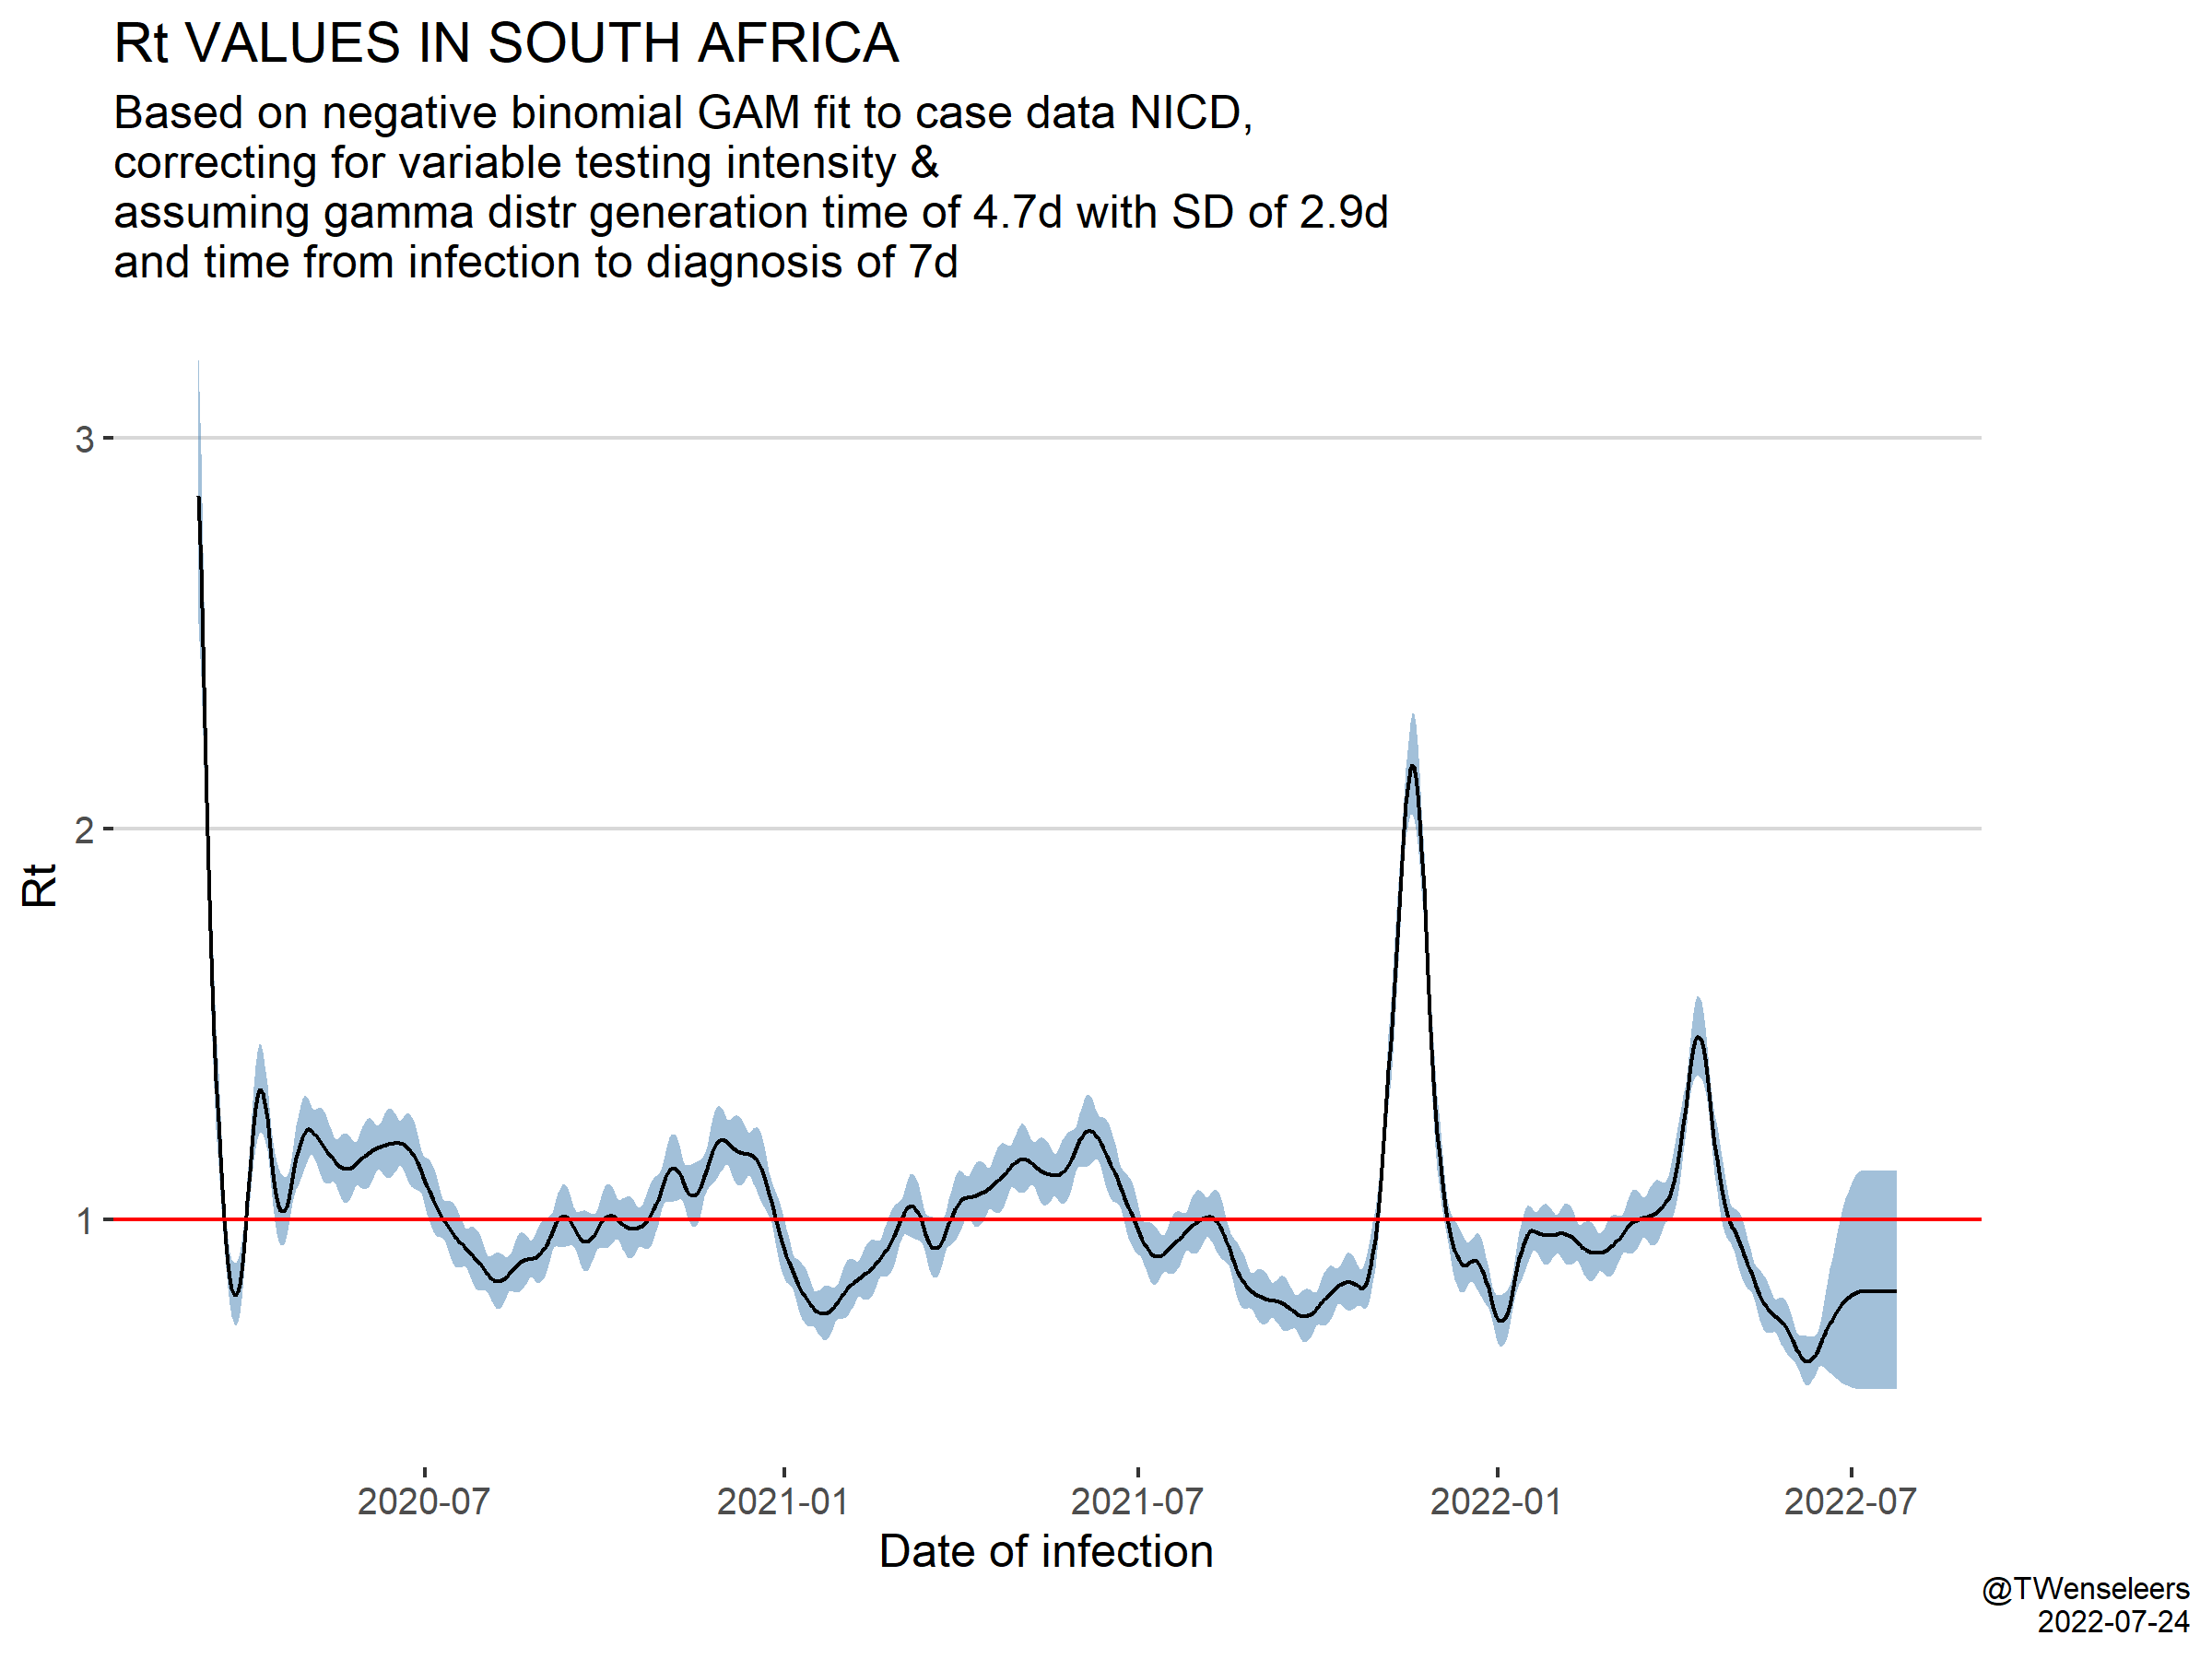 Rt VALUES IN SOUTH AFRICA
Based on negative binomial GAM fit to case data NICD,
correcting for variable testing intensity &
assuming gamma distr generation time of 4.7d with SD of 2.9d
and time from infection to diagnosis of 7d
3
2
1
Rt
2020-07
2021-01
2021-07
2022-01
2022-07
Date of infection
@TWenseleers
2022-07-24